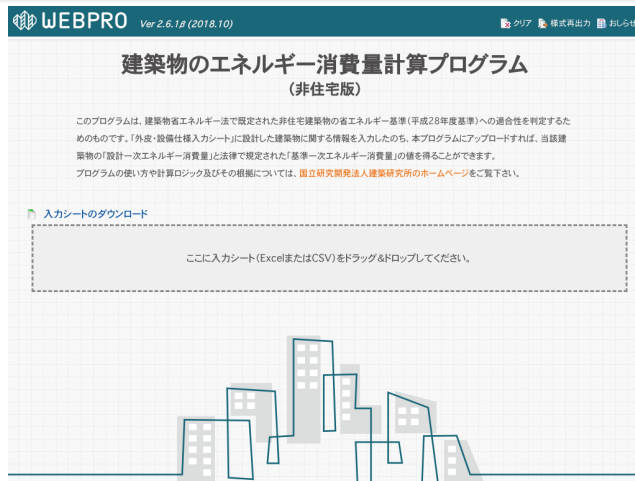 WEBPRO Ver 2.6.1β (2018.10) クリア 様式再出力 おしらせ
建築物のエネルギー消費量計算プログラム
(非住宅版)
このプログラムは、建築物省エネルギー法で既定された非住宅建築物の省エネルギー基準(平成28年度基準)への適合性を判定するた
めのものです。「外皮・設備仕様入力シート」に設計した建築物に関する情報を入力したのち、本プログラムにアップロードすれば、当該建
築物の「設計一次エネルギー消費量」と法律で規定された「基準一次エネルギー消費量」の値を得ることができます。
プログラムの使い方や計算ロジック及びその根拠については、国立研究開発法人建築研究所のホームページをご覧下さい。
入力シートのダウンロード
ここに入力シート(ExcelまたはCSV)をドラッグ&ドロップしてください。